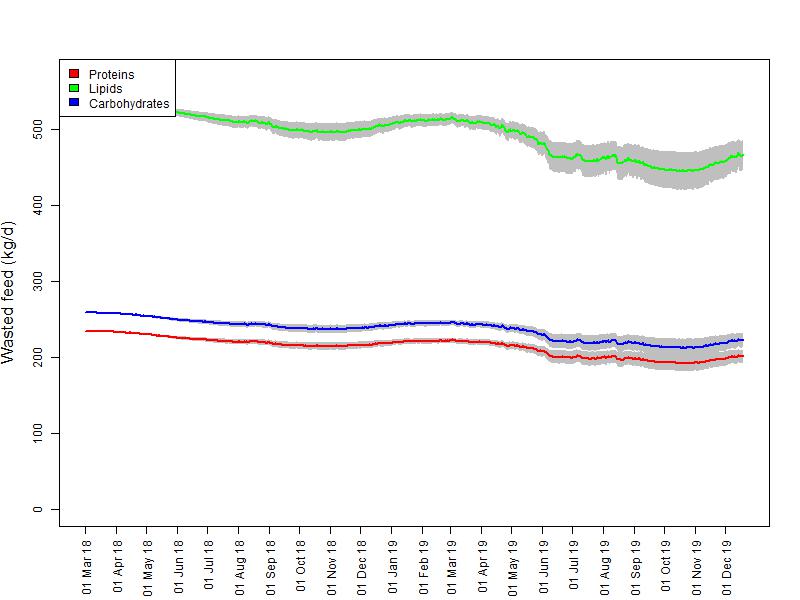 Proteins
Lipids
Carbohydrates
Wasted feed (kg/d)
500
400
300
200
100
0
01 Mar 18
01 Apr 18
01 May 18
01 Jun 18
01 Jul 18
01 Aug 18
01 Sep 18
01 Oct 18
01 Nov 18
01 Dec 18
01 Jan 19
01 Feb 19
01 Mar 19
01 Apr 19
01 May 19
01 Jun 19
01 Jul 19
01 Aug 19
01 Sep 19
01 Oct 19
01 Nov 19
01 Dec 19